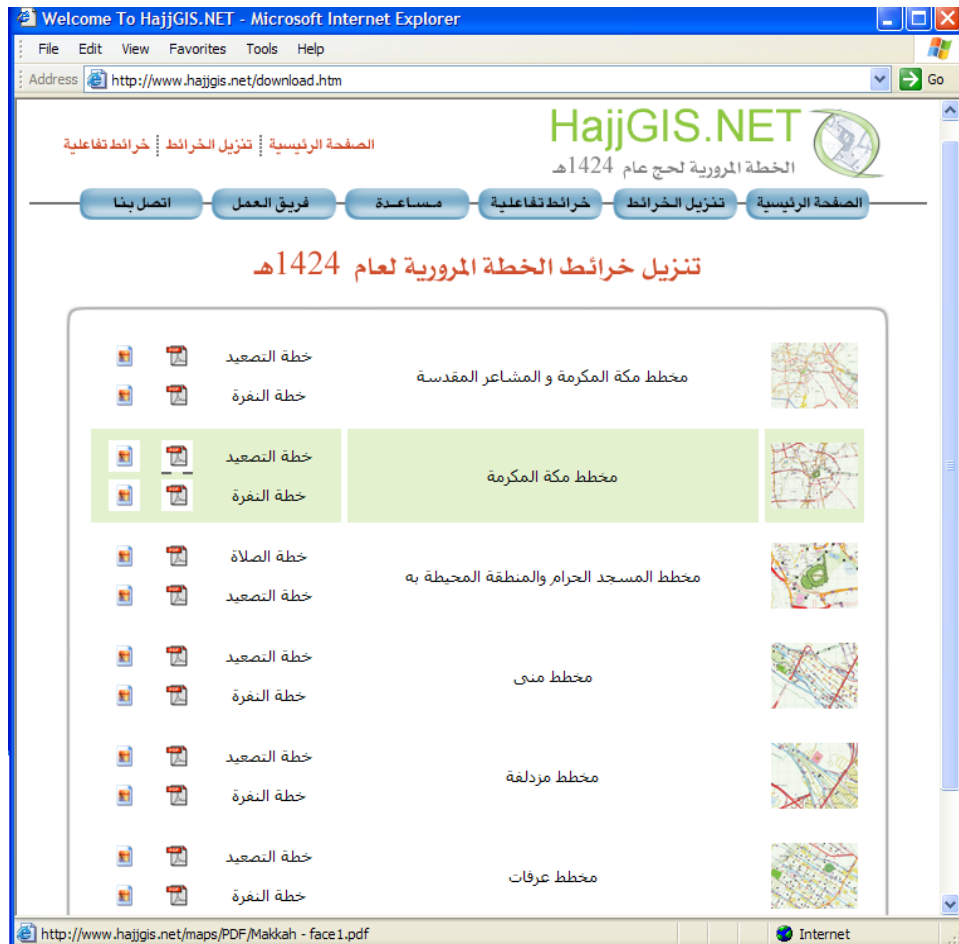 Welcome To HajjGIS.NET - Microsoft Internet Explorer
File Edit View Favorites Tools Help
Address http://www.hajjgis.net/download.htm Go
HajjGIS.NET
الخطة المرورية لحج عام 1424هـ
الصفحة الرئيسية | تنزيل الخرائط | خرائط تفاعلية
الصفحة الرئيسية تنزيل الخرائط خرائط تفاعلية مساعدة فريق العمل اتصل بنا
تنزيل خرائط الخطة المرورية لعام 1424هـ
مخطط مكة المكرمة و المشاعر المقدسة
خطة التصعيد
خطة النفرة
مخطط مكة المكرمة
خطة التصعيد
خطة النفرة
مخطط المسجد الحرام والمنطقة المحيطة به
خطة الصلاة
خطة التصعيد
مخطط منى
خطة التصعيد
خطة النفرة
مخطط مزدلفة
خطة التصعيد
خطة النفرة
مخطط عرفات
خطة التصعيد
خطة النفرة
http://www.hajjgis.net/maps/PDF/Makkah - face1.pdf Internet